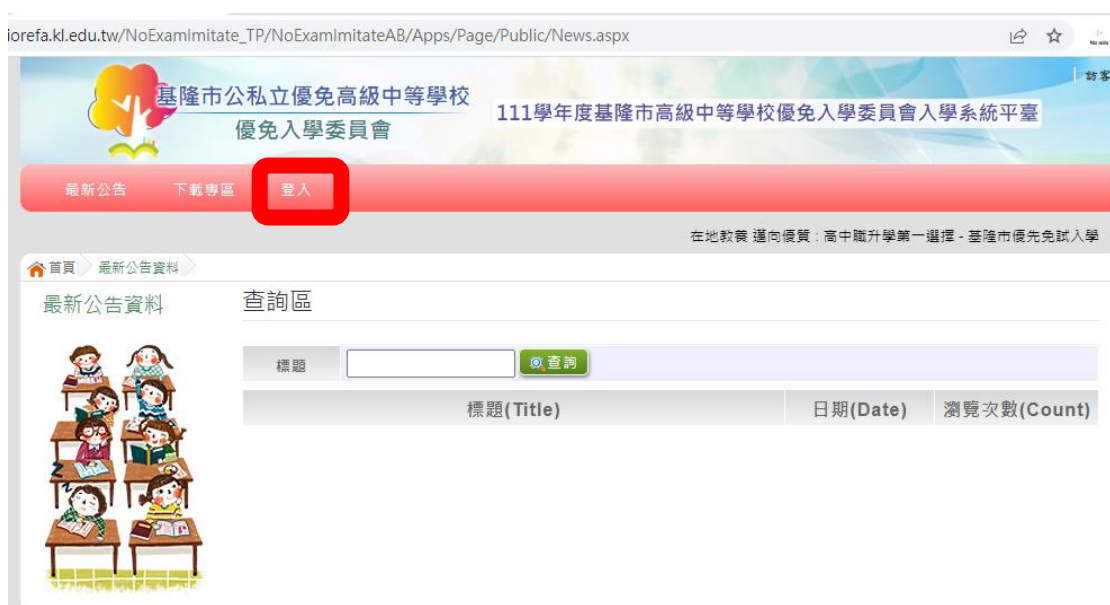 iorefa.kl.edu.tw/NoExamImitate_TP/NoExamImitateAB/Apps/Page/Public/News.aspx
訪客
基隆市公私立優免高級中等學校
優免入學委員會
111學年度基隆市高級中等學校優免入學委員會入學系統平臺
最新公告 下載專區 登入
在地教養 邁向優質 : 高中職升學第一選擇 - 基隆市優先免試入學
首頁 最新公告資料
最新公告資料
查詢區
標題 查詢
標題(Title) 日期(Date) 瀏覽次數(Count)